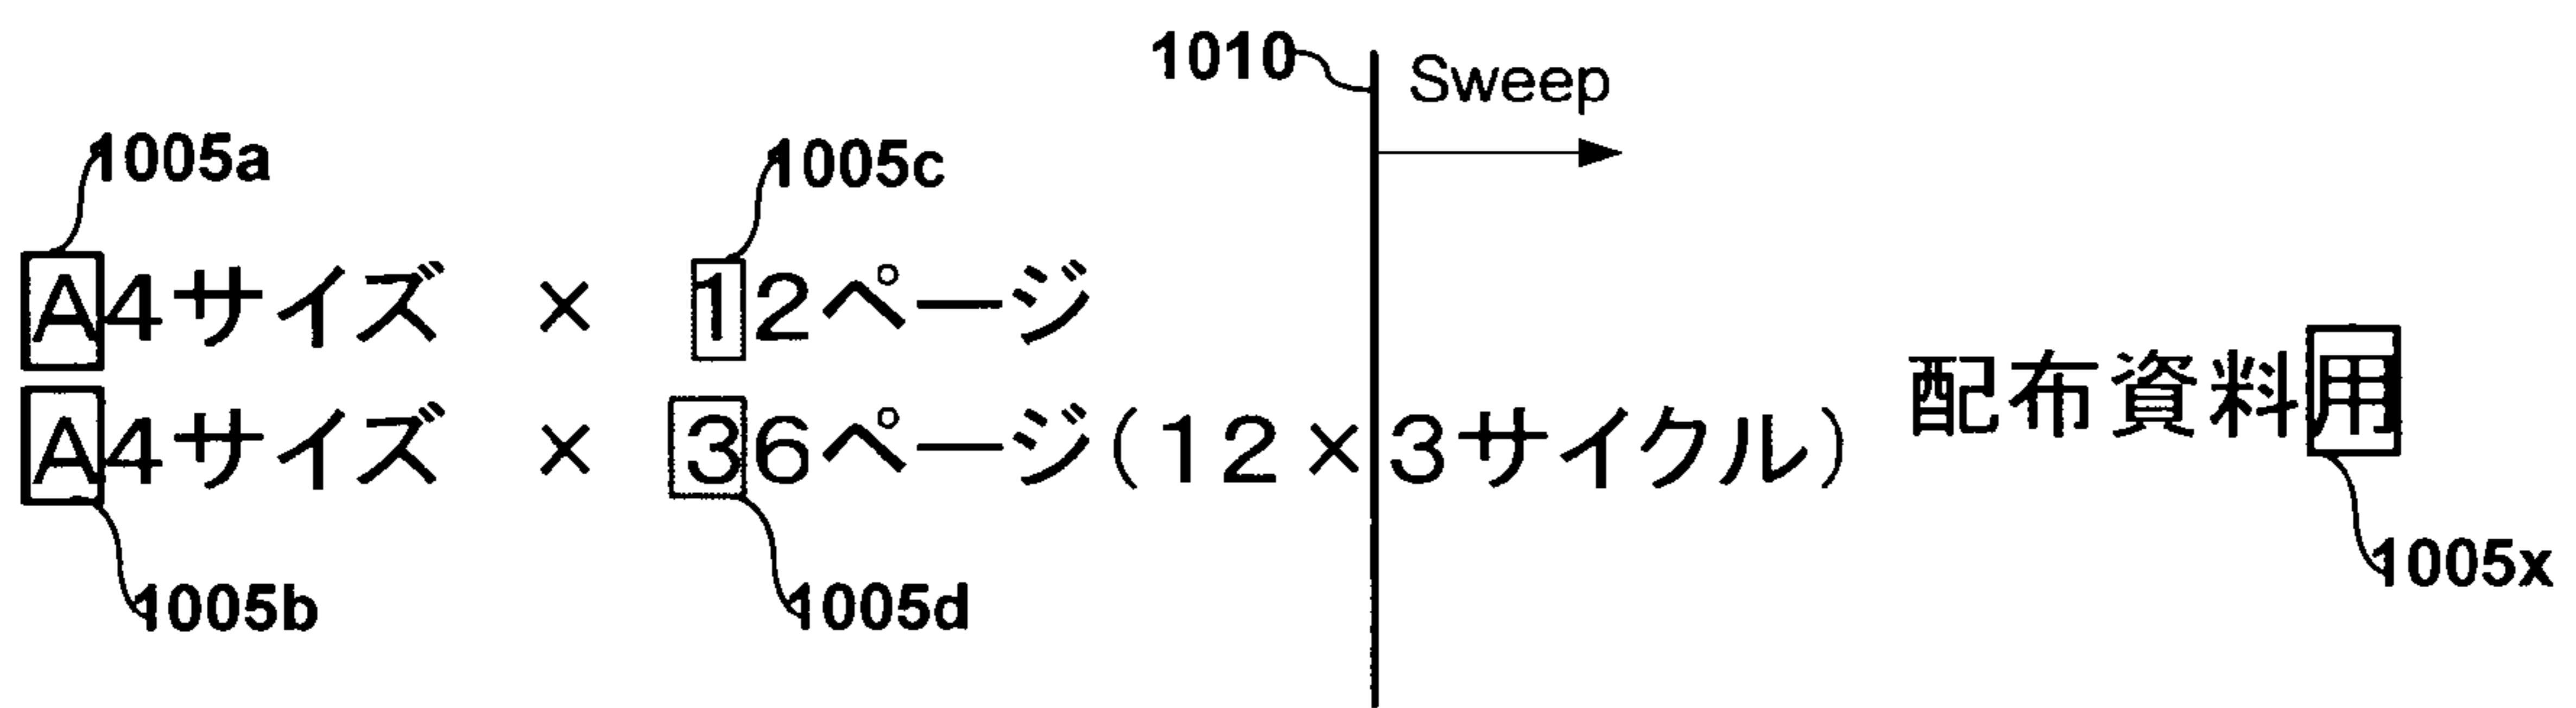 1010 Sweep
1005a 1005c
A4サイズ × 12ページ
A4サイズ × 36ページ(12×3サイクル) 配布資料用
1005b 1005d 1005x